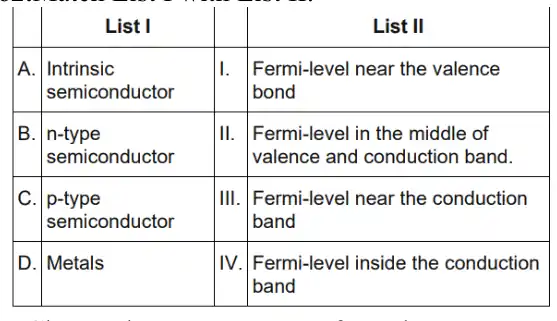 List I List II
A. Intrinsic I. Fermi-level near the valence
semiconductor bond
B. n-type II. Fermi-level in the middle of
semiconductor valence and conduction band.
C. p-type III. Fermi-level near the conduction
semiconductor band
D. Metals IV. Fermi-level inside the conduction
band